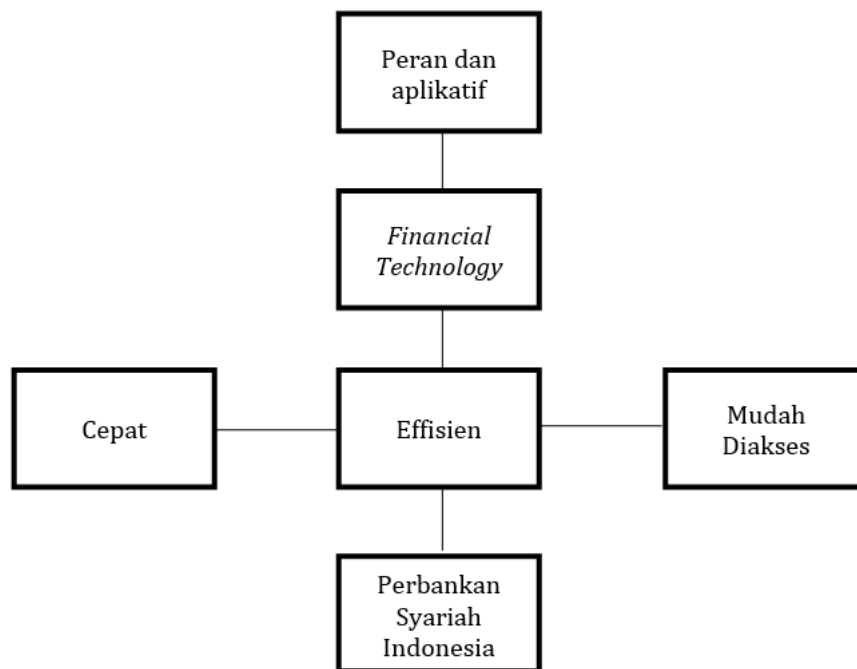 Peran dan
aplikatif
Financial
Technology
Cepat
Effisien
Mudah
Diakses
Perbankan
Syariah
Indonesia